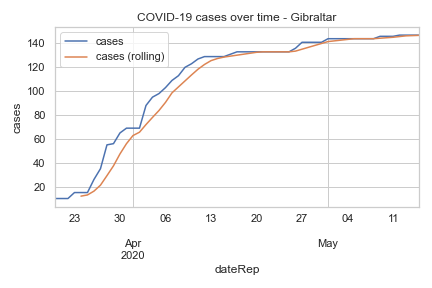 COVID-19 cases over time - Gibraltar
cases
cases (rolling)
cases
140
120
100
80
60
40
20
23 30 06 13 20 27 04 11
Apr May
2020
dateRep